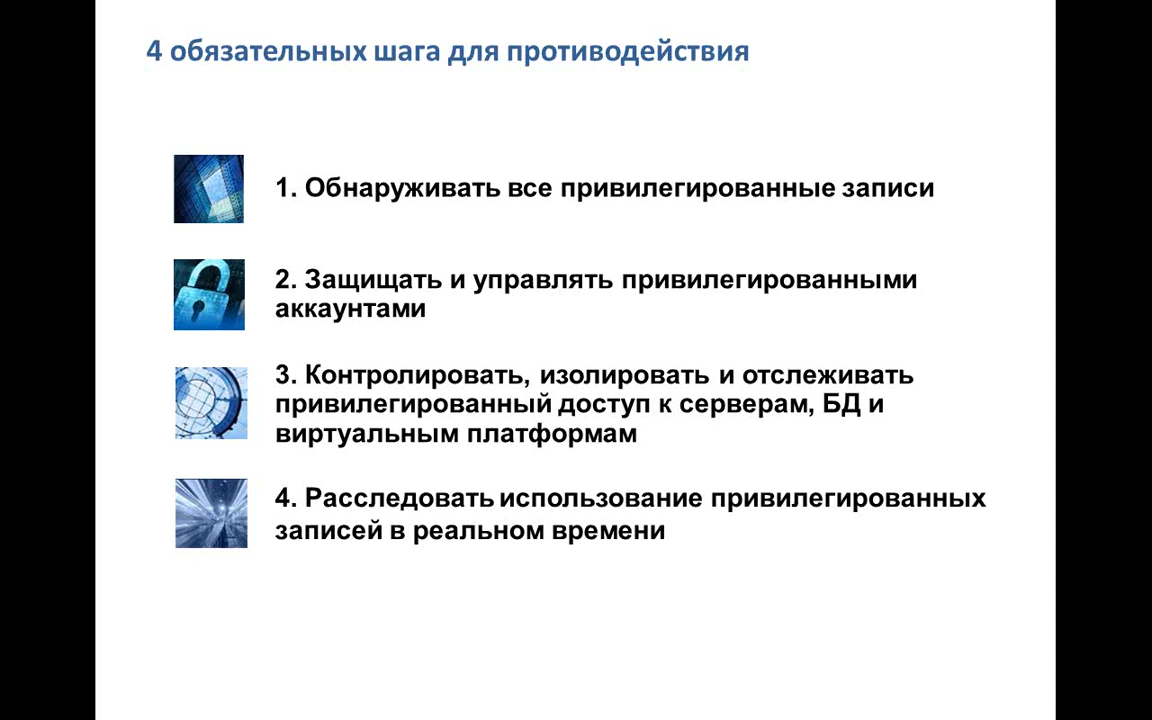 4 обязательных шага для противодействия
1. Обнаруживать все привилегированные записи
2. Защищать и управлять привилегированными
аккаунтами
3. Контролировать, изолировать и отслеживать
привилегированный доступ к серверам, БД и
виртуальным платформам
4. Расследовать использование привилегированных
записей в реальном времени